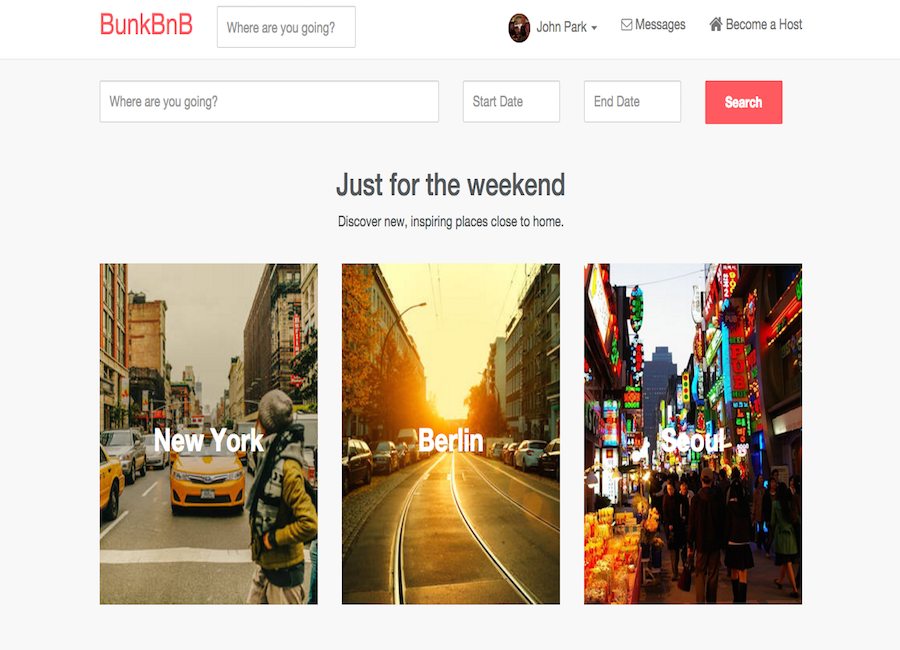 BunkBnB
Where are you going?
John Park
Messages
Become a Host
Where are you going?
Start Date
End Date
Search
Just for the weekend
Discover new, inspiring places close to home.
New York
Berlin
Seoul